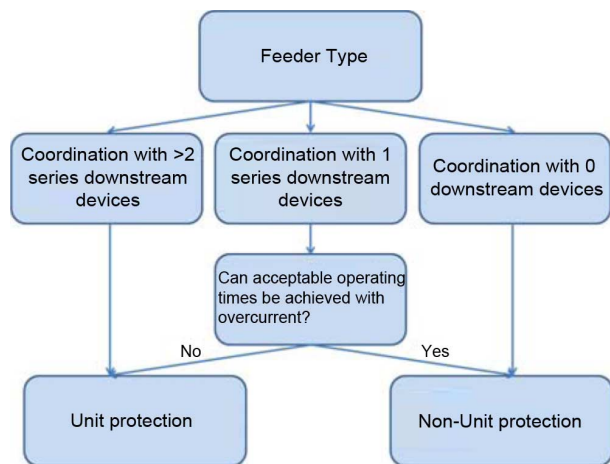 Feeder Type
Coordination with >2
series downstream
devices
Coordination with 1
series downstream
devices
Coordination with 0
downstream devices
Can acceptable operating
times be achieved with
overcurrent?
No
Yes
Unit protection
Non-Unit protection